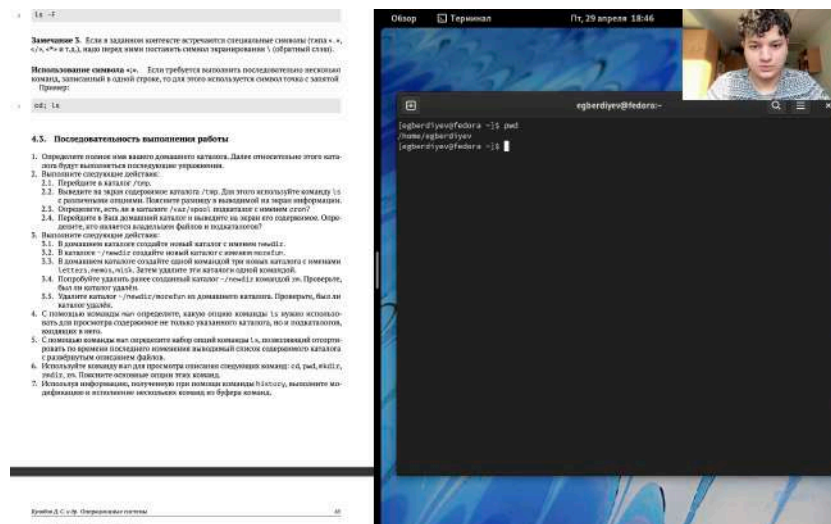 ls -F
Замечание 3. Если в заданном контексте встречаются специальные символы (типа «.»,
«/», «*» и т.д.), надо перед ними поставить символ экранирования \ (обратный слэш).
Использование символа «;». Если требуется выполнить последовательно несколько
команд, записанный в одной строке, то для этого используется символ точка с запятой
Пример:
cd; ls
4.3. Последовательность выполнения работы
1. Определите полное имя вашего домашнего каталога. Далее относительно этого ката-
лога будут выполняться последующие упражнения.
2. Выполните следующие действия:
2.1. Перейдите в каталог /tmp.
2.2. Выведите на экран содержимое каталога /tmp. Для этого используйте команду ls
с различными опциями. Поясните разницу в выводимой на экран информации.
2.3. Определите, есть ли в каталоге /var/spool подкаталог с именем cron?
2.4. Перейдите в Ваш домашний каталог и выведите на экран его содержимое. Опре-
делите, кто является владельцем файлов и подкаталогов?
3. Выполните следующие действия:
3.1. В домашнем каталоге создайте новый каталог с именем newdir.
3.2. В каталоге ~/newdir создайте новый каталог с именем morefun.
3.3. В домашнем каталоге создайте одной командой три новых каталога с именами
letters, memos, misk. Затем удалите эти каталоги одной командой.
3.4. Попробуйте удалить ранее созданный каталог ~/newdir командой rm. Проверьте,
был ли каталог удалён.
3.5. Удалите каталог ~/newdir/morefun из домашнего каталога. Проверьте, был ли
каталог удалён.
4. С помощью команды man определите, какую опцию команды ls нужно использо-
вать для просмотра содержимое не только указанного каталога, но и подкаталогов,
входящих в него.
5. С помощью команды man определите набор опций команды ls, позволяющий отсорти-
ровать по времени последнего изменения выводимый список содержимого каталога
с развёрнутым описанием файлов.
6. Используйте команду man для просмотра описания следующих команд: cd, pwd, mkdir,
rmdir, rm. Поясните основные опции этих команд.
7. Используя информацию, полученную при помощи команды history, выполните мо-
дификацию и исполнение нескольких команд из буфера команд.
Кулябов Д. С. и др. Операционные системы
Обзор Терминал Пт, 29 апреля 18:46
egberdiyev@fedora:~
[egberdiyev@fedora ~]$ pwd
/home/egberdiyev
[egberdiyev@fedora ~]$